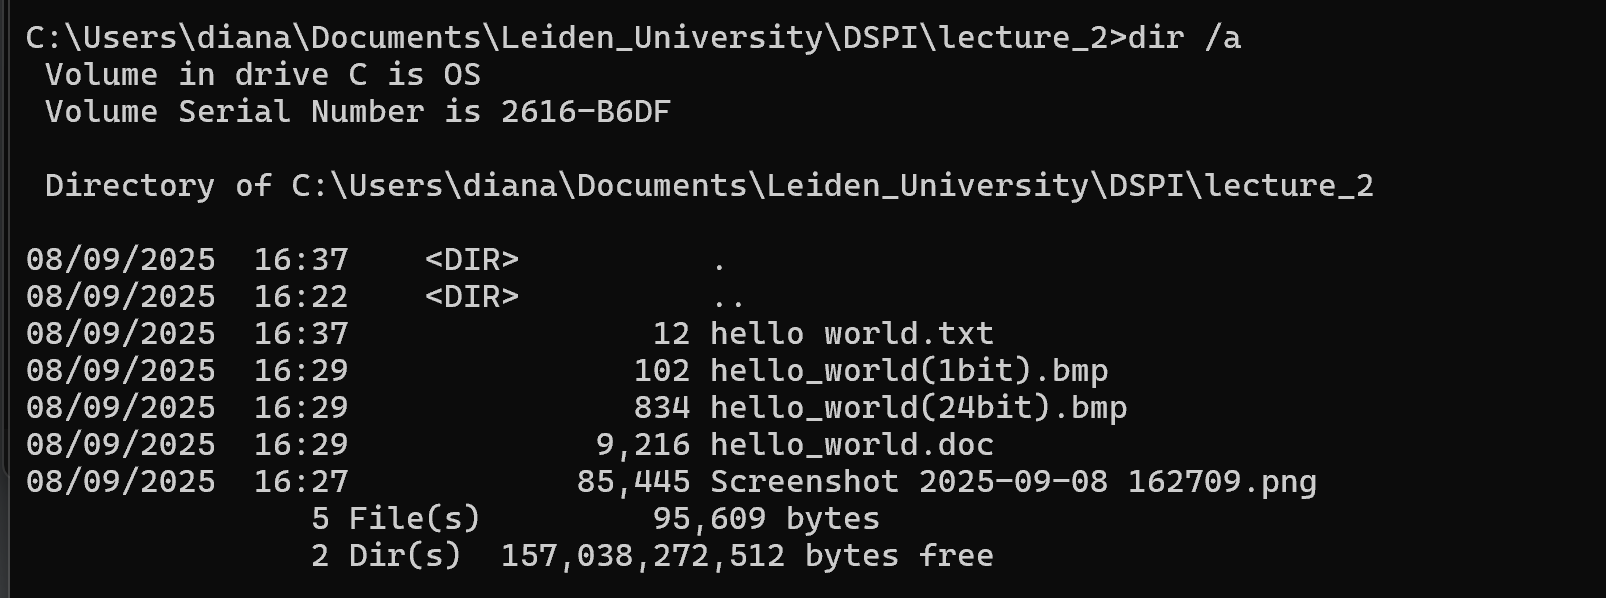 C:\Users\diana\Documents\Leiden_University\DSPI\lecture_2>dir /a
Volume in drive C is OS
Volume Serial Number is 2616-B6DF
Directory of C:\Users\diana\Documents\Leiden_University\DSPI\lecture_2
08/09/2025  16:37    <DIR>          .
08/09/2025  16:22    <DIR>          ..
08/09/2025  16:37                12 hello world.txt
08/09/2025  16:29               102 hello_world(1bit).bmp
08/09/2025  16:29               834 hello_world(24bit).bmp
08/09/2025  16:29             9,216 hello_world.doc
08/09/2025  16:27            85,445 Screenshot 2025-09-08 162709.png
5 File(s)         95,609 bytes
2 Dir(s)  157,038,272,512 bytes free